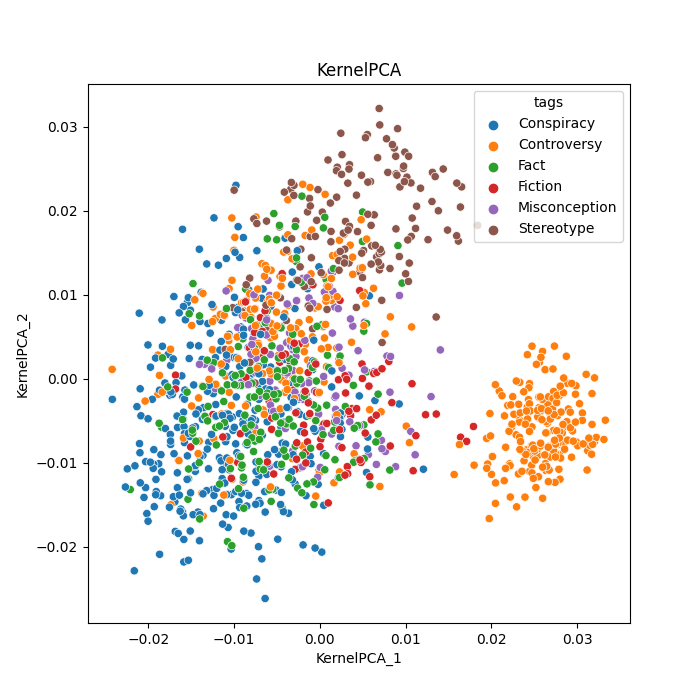 KernelPCA
tags
Conspiracy
Controversy
Fact
Fiction
Misconception
Stereotype
0.03
0.02
0.01
0.00
−0.01
−0.02
KernelPCA_2
−0.02
−0.01
0.00
0.01
0.02
0.03
KernelPCA_1